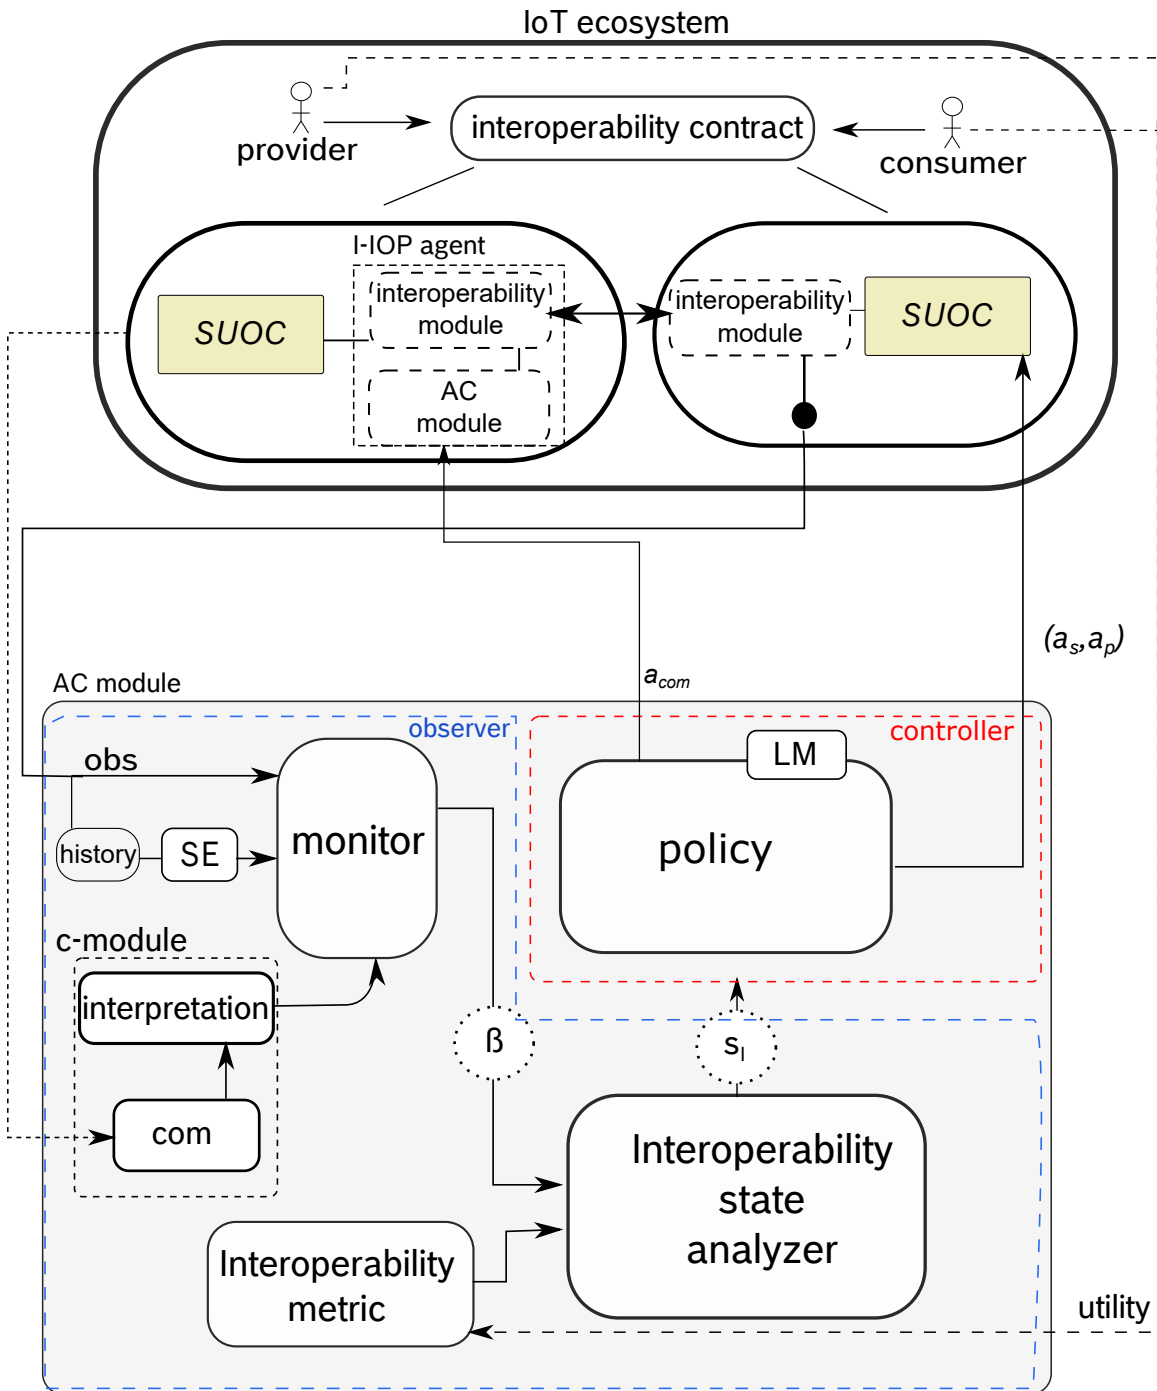 IoT ecosystem
interoperability contract
provider
consumer
I-IOP agent
interoperability
module
SUOC
AC
module
interoperability
module
SUOC
(a_s,a_p)
a_com
AC module
observer
controller
obs
LM
history
SE
monitor
policy
c-module
interpretation
ß
s_I
com
Interoperability
state
analyzer
Interoperability
metric
utility